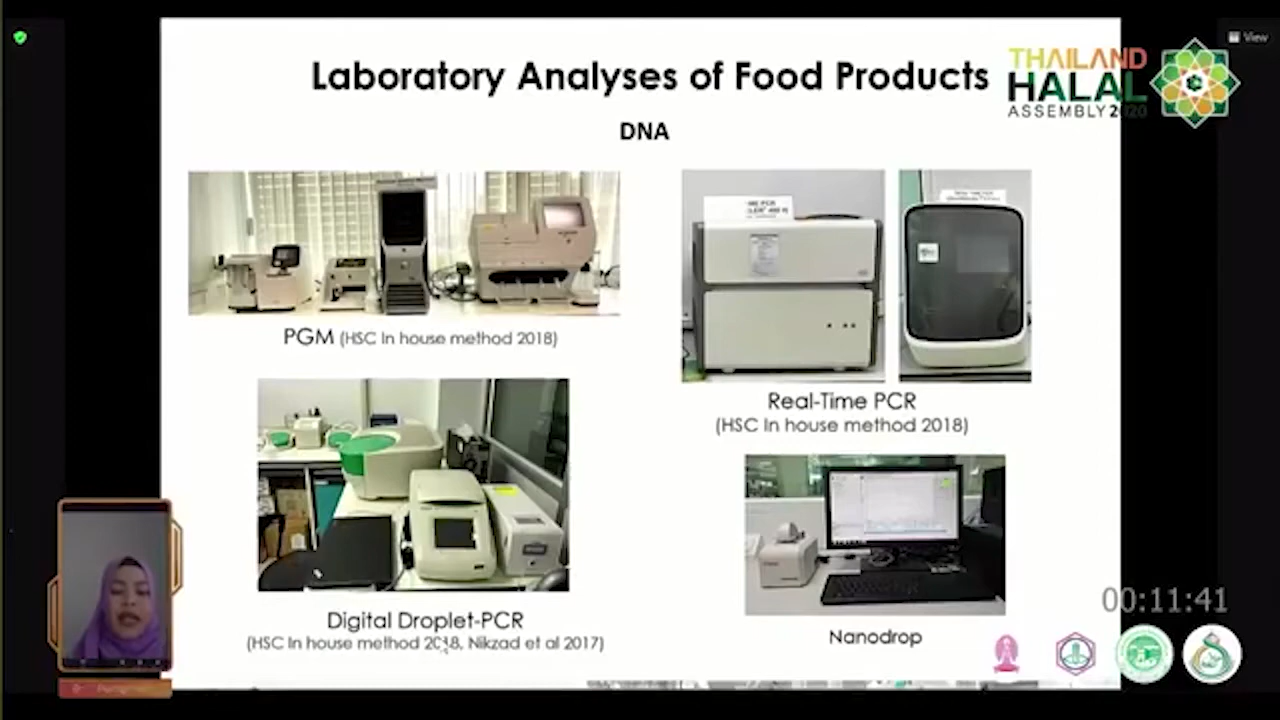 Laboratory Analyses of Food Products
DNA
THAILAND
HALAL
ASSEMBLY 2020
View
PGM (HSC In house method 2018)
Real-Time PCR
(HSC In house method 2018)
Digital Droplet-PCR
(HSC In house method 2018, Nikzad et al 2017)
Nanodrop
00:11:41